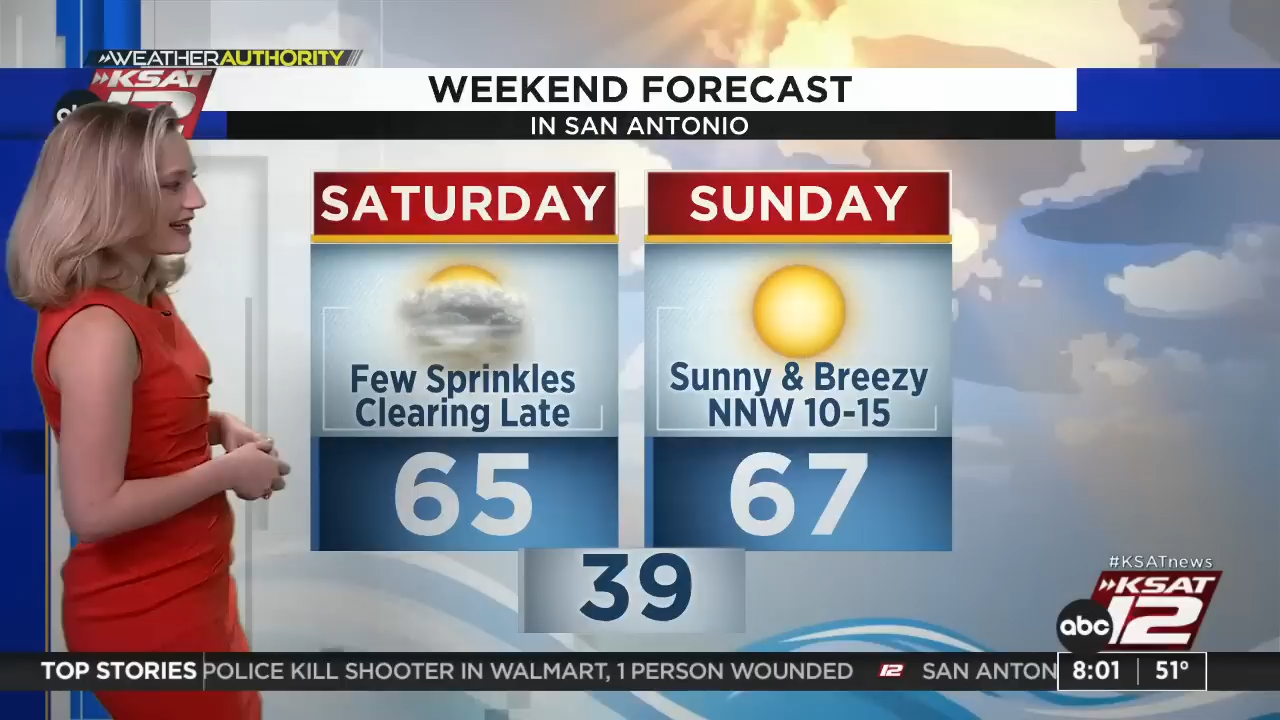 WEATHERAUTHORITY
KSAT
12
WEEKEND FORECAST
IN SAN ANTONIO
SATURDAY
SUNDAY
Few Sprinkles
Clearing Late
Sunny & Breezy
NNW 10-15
65
67
39
#KSATnews
KSAT
abc 12
TOP STORIES POLICE KILL SHOOTER IN WALMART, 1 PERSON WOUNDED 12 SAN ANTON 8:01 51°